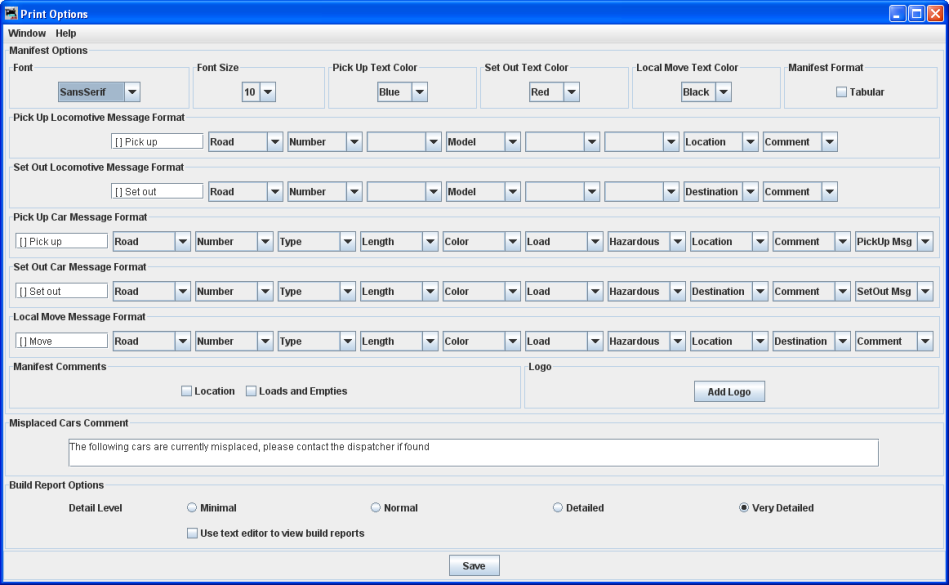 Print Options
Window Help
Manifest Options
Font Font Size Pick Up Text Color Set Out Text Color Local Move Text Color Manifest Format
SansSerif 10 Blue Red Black Tabular
Pick Up Locomotive Message Format
[ ] Pick up Road Number Model Location Comment
Set Out Locomotive Message Format
[ ] Set out Road Number Model Destination Comment
Pick Up Car Message Format
[ ] Pick up Road Number Type Length Color Load Hazardous Location Comment PickUp Msg
Set Out Car Message Format
[ ] Set out Road Number Type Length Color Load Hazardous Destination Comment SetOut Msg
Local Move Message Format
[ ] Move Road Number Type Length Color Load Hazardous Location Destination Comment
Manifest Comments Logo
Location Loads and Empties Add Logo
Misplaced Cars Comment
The following cars are currently misplaced, please contact the dispatcher if found
Build Report Options
Detail Level Minimal Normal Detailed Very Detailed
Use text editor to view build reports
Save